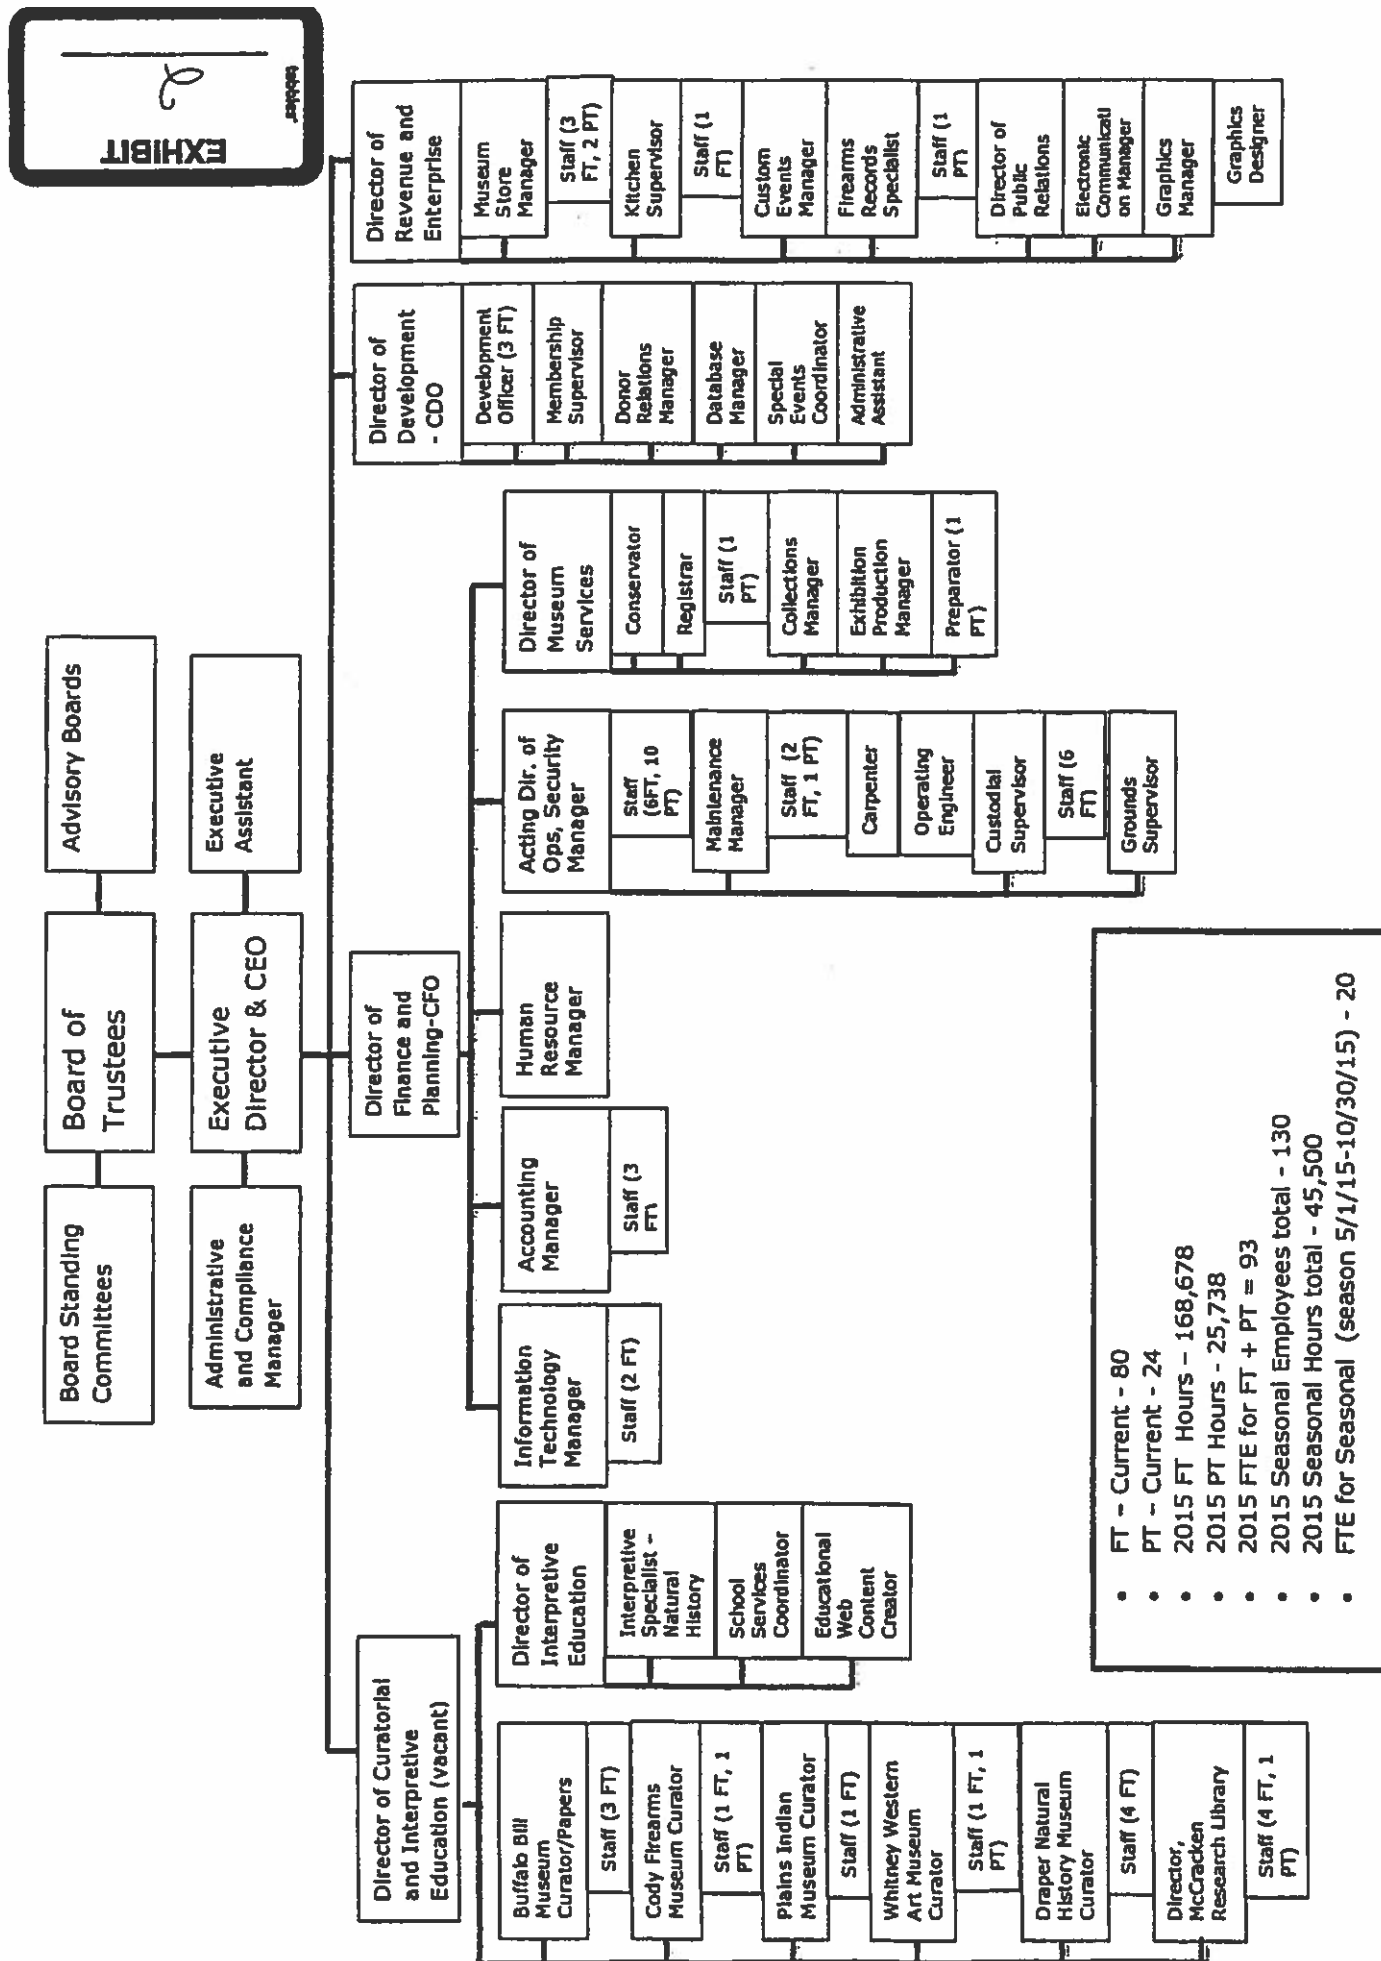 EXHIBIT
2
tabbies
Board Standing
Committees
Board of
Trustees
Advisory Boards
Administrative
and Compliance
Manager
Executive
Director & CEO
Executive
Assistant
Director of Curatorial
and Interpretive
Education (vacant)
Buffalo Bill
Museum
Curator/Papers
Staff (3 FT)
Cody Firearms
Museum Curator
Staff (1 FT, 1
PT)
Plains Indian
Museum Curator
Staff (1 FT)
Whitney Western
Art Museum
Curator
Staff (1 FT, 1
PT)
Draper Natural
History Museum
Curator
Staff (4 FT)
Director,
McCracken
Research Library
Staff (4 FT, 1
PT)
Director of
Interpretive
Education
Interpretive
Specialist –
Natural
History
School
Services
Coordinator
Educational
Web
Content
Creator
Director of
Finance and
Planning-CFO
Information
Technology
Manager
Staff (2 FT)
Accounting
Manager
Staff (3
FT)
Human
Resource
Manager
Acting Dir. of
Ops, Security
Manager
Staff
(6FT, 10
PT)
Maintenance
Manager
Staff (2
FT, 1 PT)
Carpenter
Operating
Engineer
Custodial
Supervisor
Staff (6
FT)
Grounds
Supervisor
Director of
Museum
Services
Conservator
Registrar
Staff (1
PT)
Collections
Manager
Exhibition
Production
Manager
Preparator (1
PT)
Director of
Development
- CDO
Development
Officer (3 FT)
Membership
Supervisor
Donor
Relations
Manager
Database
Manager
Special
Events
Coordinator
Administrative
Assistant
Director of
Revenue and
Enterprise
Museum
Store
Manager
Staff (3
FT, 2 PT)
Kitchen
Supervisor
Staff (1
FT)
Custom
Events
Manager
Firearms
Records
Specialist
Staff (1
PT)
Director of
Public
Relations
Electronic
Communicati
on Manager
Graphics
Manager
Graphics
Designer
• FT – Current - 80
• PT – Current - 24
• 2015 FT Hours – 168,678
• 2015 PT Hours - 25,738
• 2015 FTE for FT + PT = 93
• 2015 Seasonal Employees total - 130
• 2015 Seasonal Hours total - 45,500
• FTE for Seasonal (season 5/1/15-10/30/15) - 20